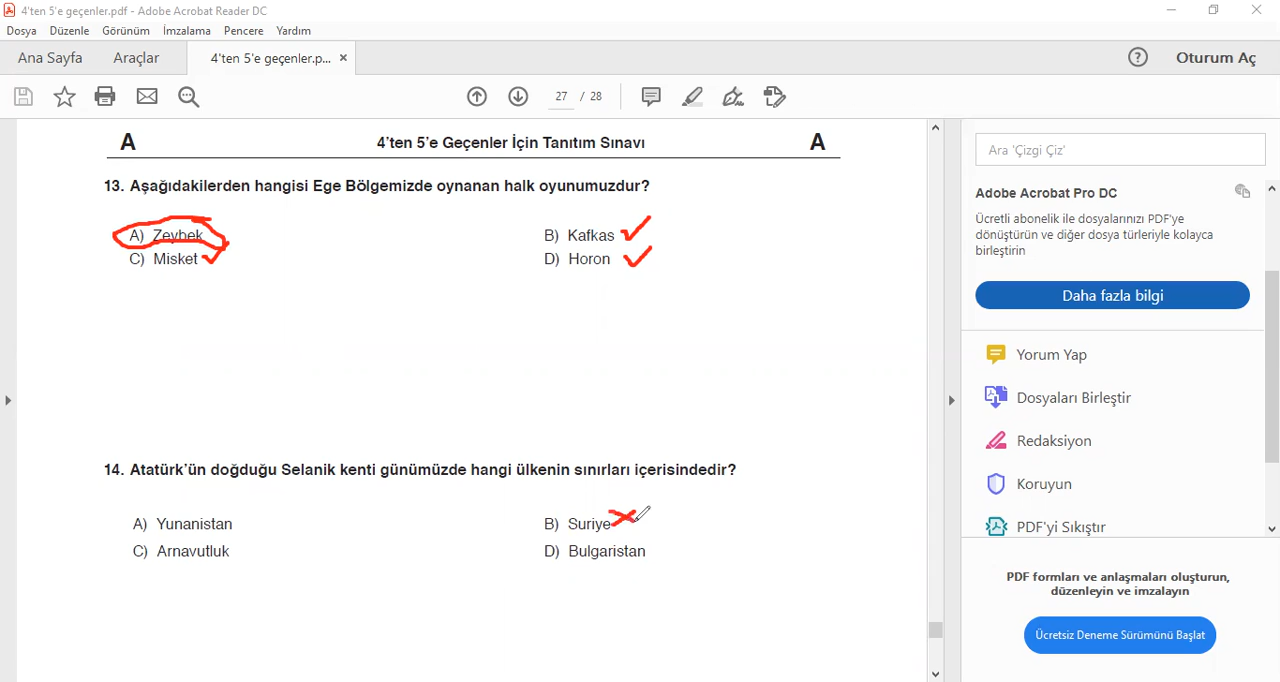 4'ten 5'e geçenler.pdf - Adobe Acrobat Reader DC
Dosya Düzenle Görünüm İmzalama Pencere Yardım
Ana Sayfa Araçlar 4'ten 5'e geçenler.p... × ? Oturum Aç
27 / 28
A 4'ten 5'e Geçenler İçin Tanıtım Sınavı A
13. Aşağıdakilerden hangisi Ege Bölgemizde oynanan halk oyunumuzdur?
A) Zeybek B) Kafkas
C) Misket D) Horon
14. Atatürk'ün doğduğu Selanik kenti günümüzde hangi ülkenin sınırları içerisindedir?
A) Yunanistan B) Suriye
C) Arnavutluk D) Bulgaristan
Ara 'Çizgi Çiz'
Adobe Acrobat Pro DC
Ücretli abonelik ile dosyalarınızı PDF'ye
dönüştürün ve diğer dosya türleriyle kolayca
birleştirin
Daha fazla bilgi
Yorum Yap
Dosyaları Birleştir
Redaksiyon
Koruyun
PDF'yi Sıkıştır
PDF formları ve anlaşmaları oluşturun,
düzenleyin ve imzalayın
Ücretsiz Deneme Sürümünü Başlat